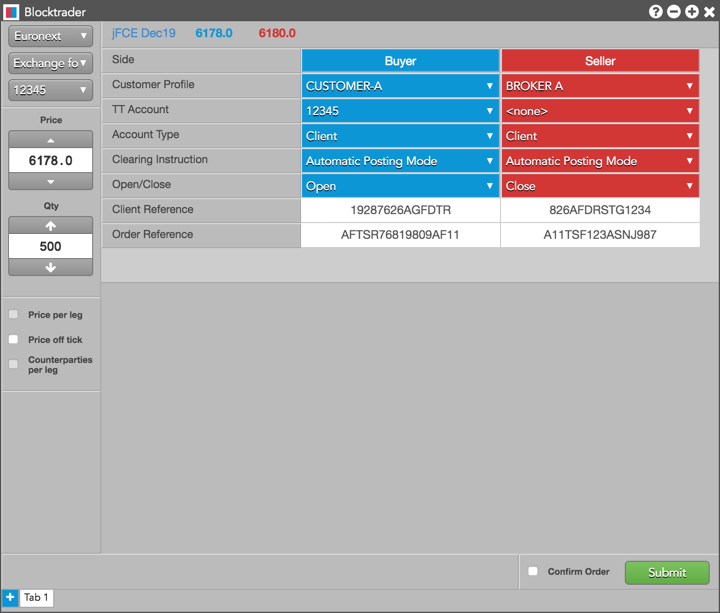 Blocktrader
Euronext
Exchange fo
12345
jFCE Dec19 6178.0 6180.0
Price
6178.0
Qty
500
Price per leg
Price off tick
Counterparties
per leg
Side Buyer Seller
Customer Profile CUSTOMER-A BROKER A
TT Account 12345 <none>
Account Type Client Client
Clearing Instruction Automatic Posting Mode Automatic Posting Mode
Open/Close Open Close
Client Reference 19287626AGFDTR 826AFDRSTG1234
Order Reference AFTSR76819809AF11 A11TSF123ASNJ987
Confirm Order Submit
Tab 1